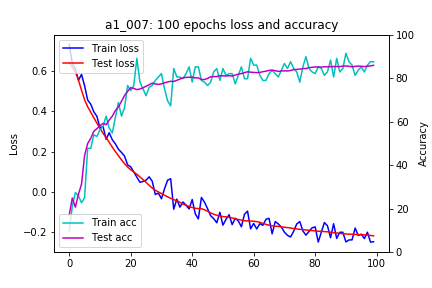 a1_007: 100 epochs loss and accuracy
Train loss
Test loss
Train acc
Test acc
Loss
Accuracy
0.6
0.4
0.2
0.0
−0.2
100
80
60
40
20
0
0 20 40 60 80 100